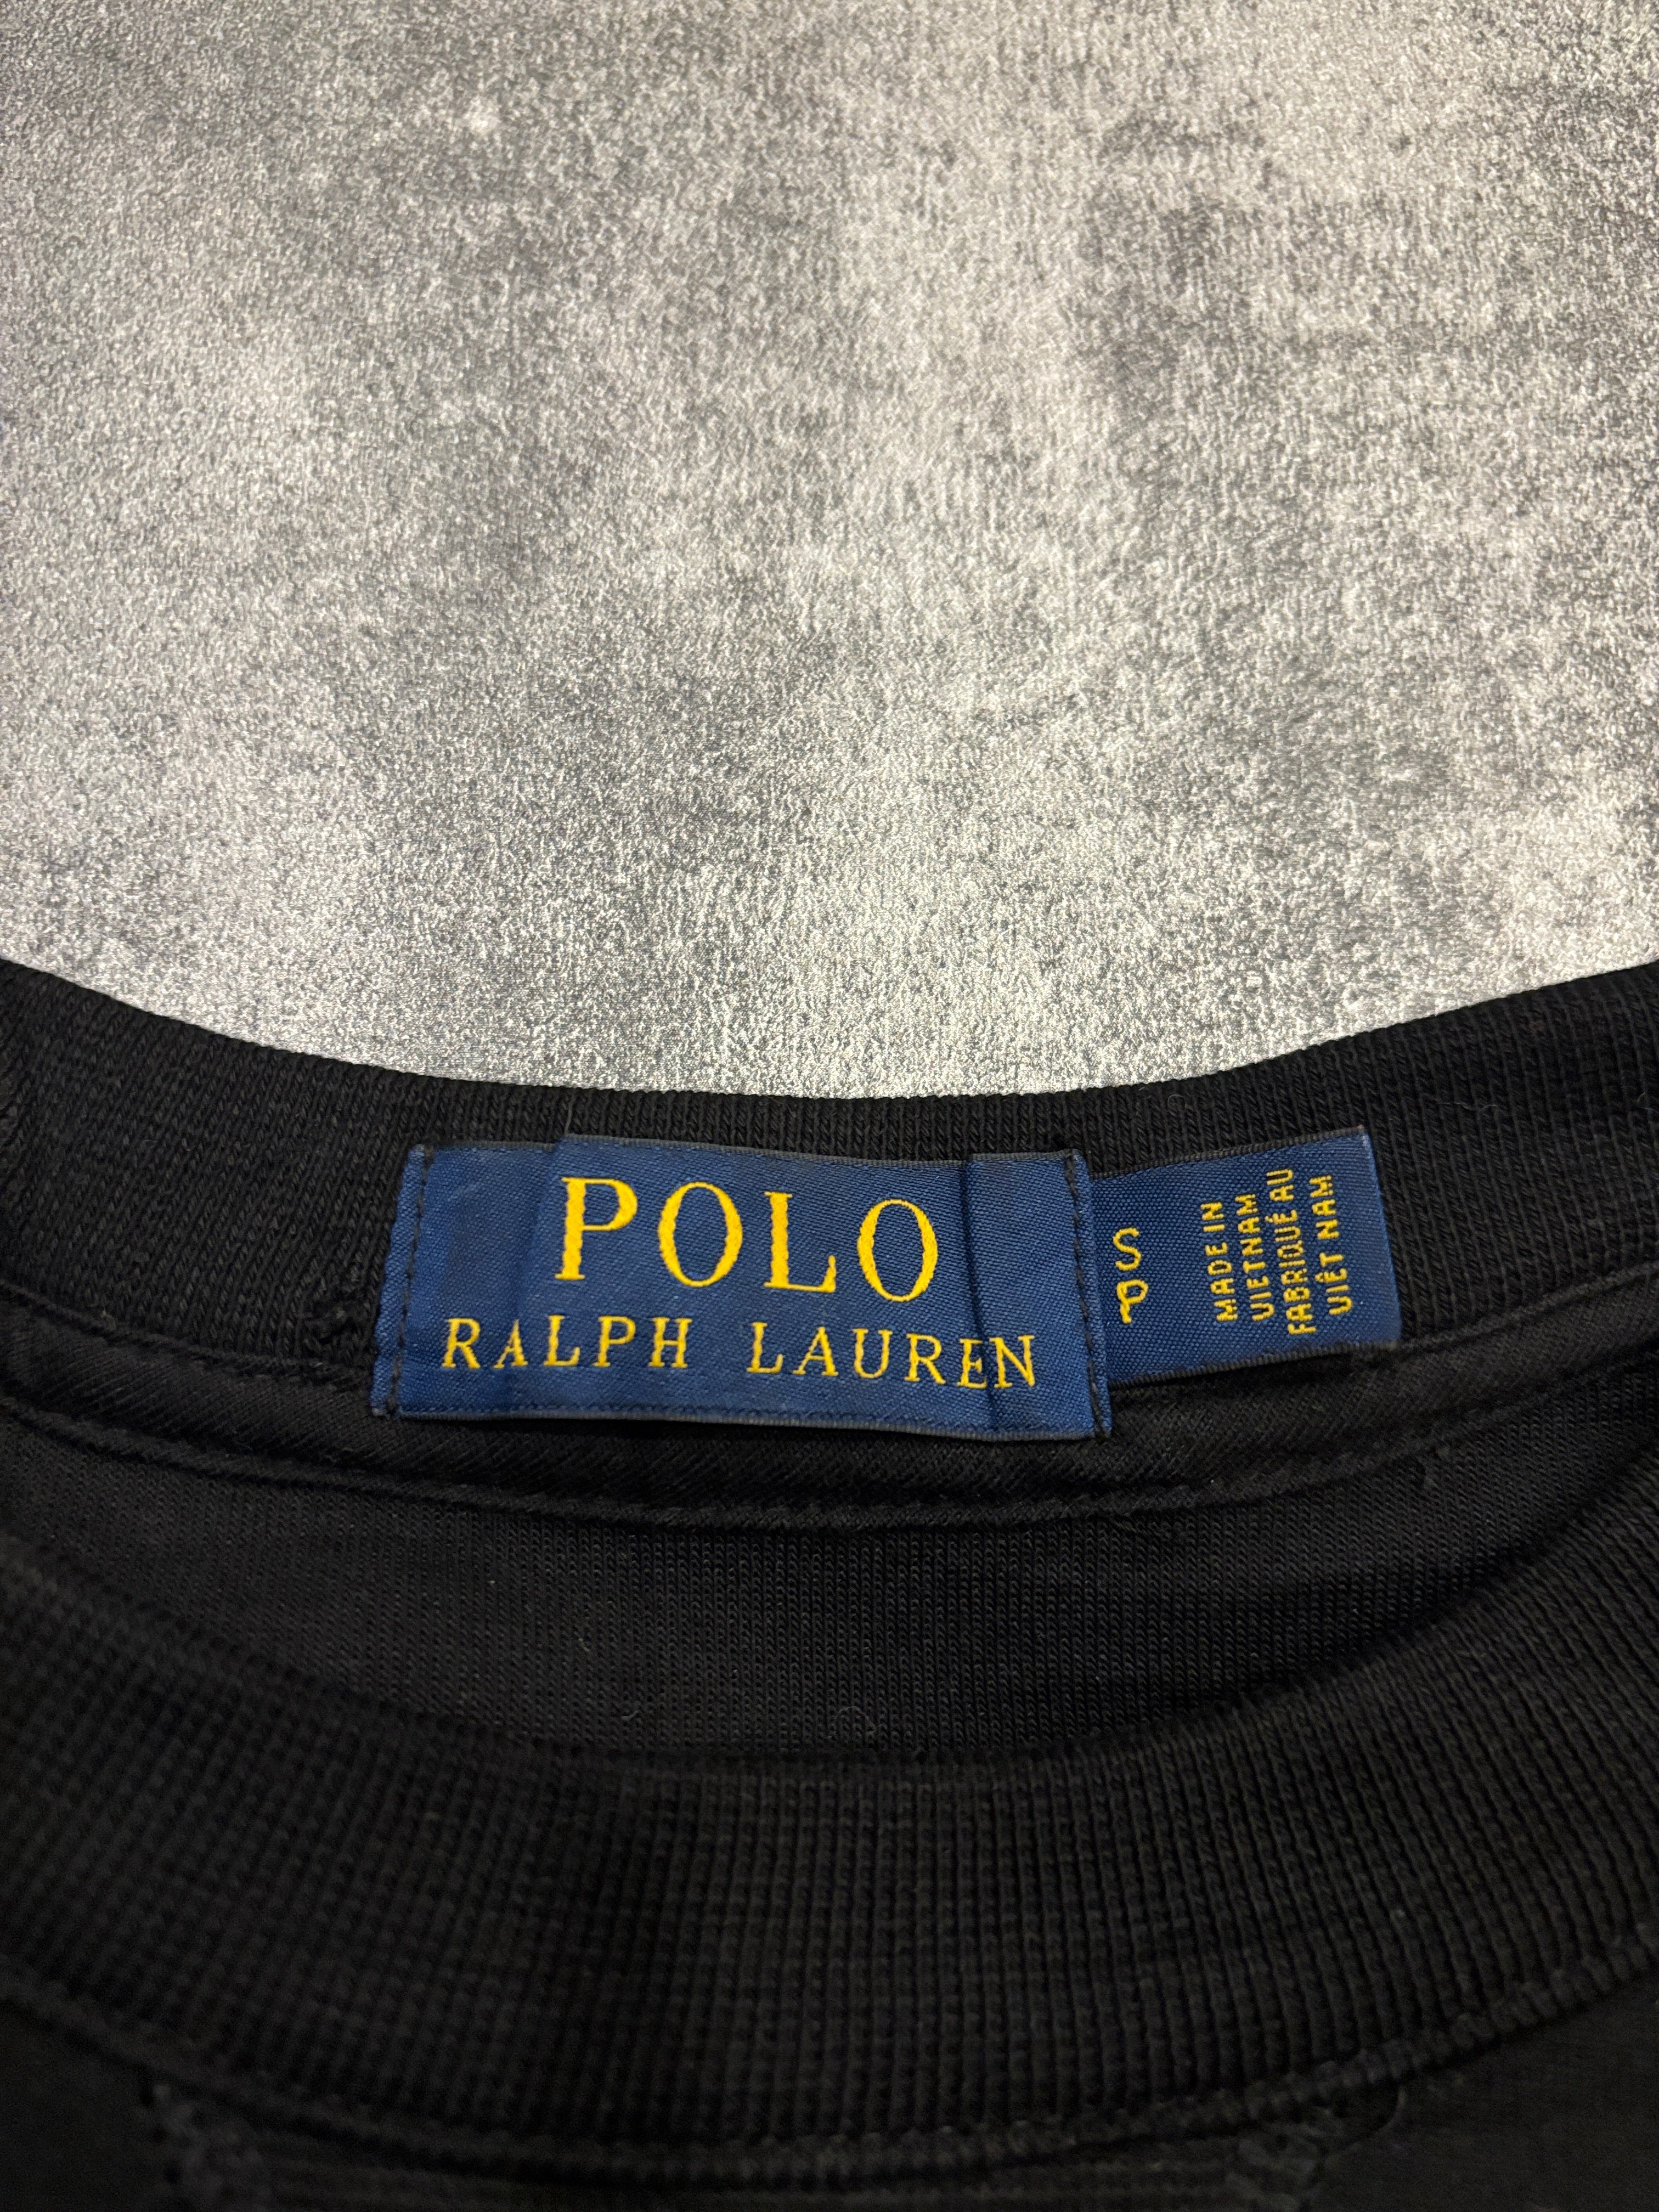 POLO
RALPH LAUREN
S
P
MADE IN
VIETNAM
FABRIQUÉ AU
VIÊT NAM